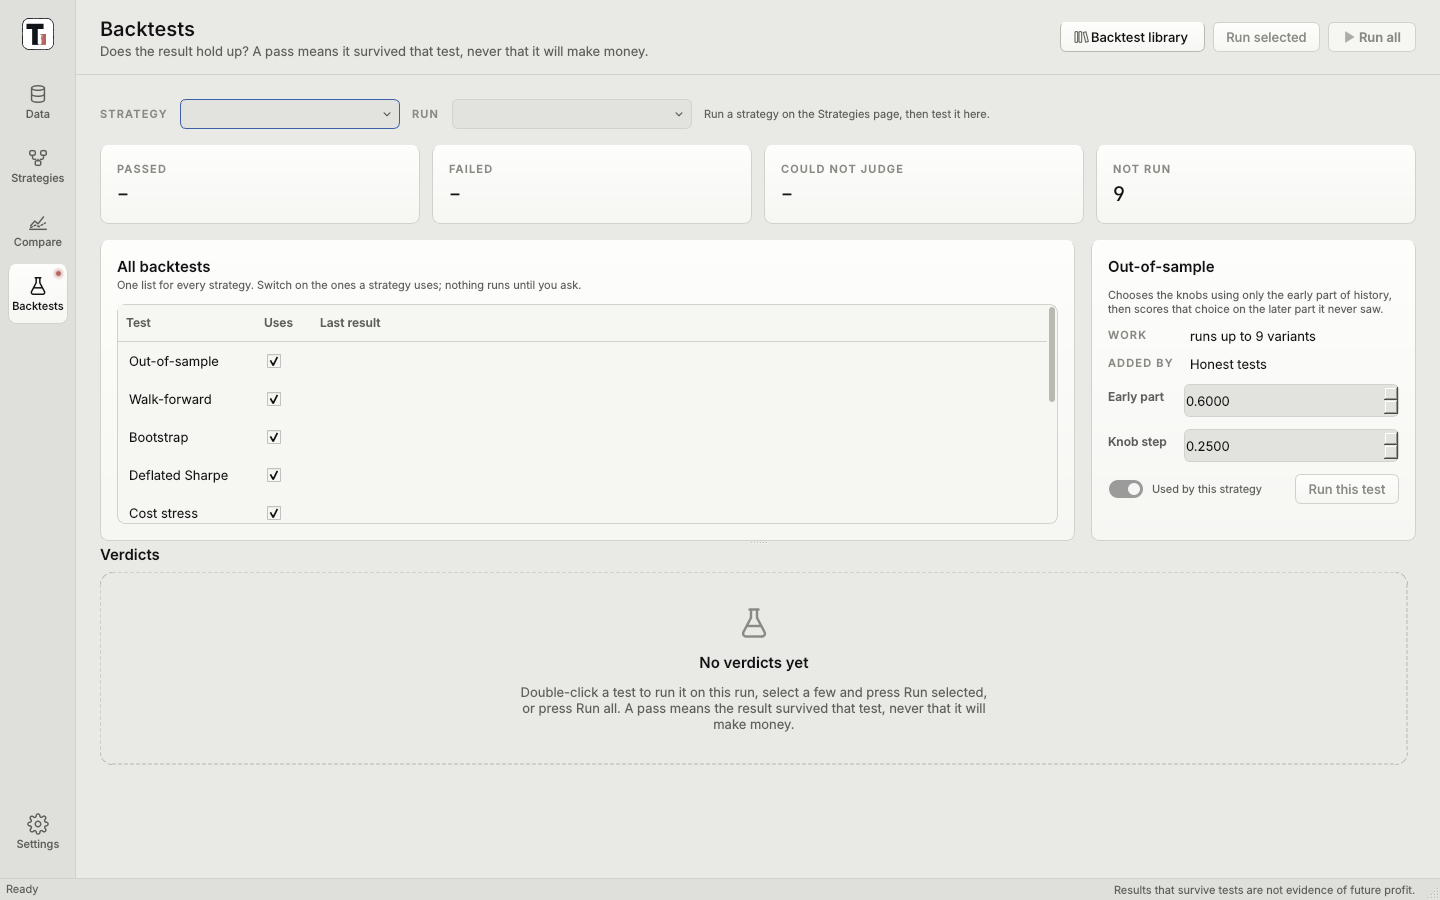 Backtests
Does the result hold up? A pass means it survived that test, never that it will make money.
Backtest library
Run selected
Run all
Data
Strategies
Compare
Backtests
Settings
STRATEGY
RUN
Run a strategy on the Strategies page, then test it here.
PASSED
–
FAILED
–
COULD NOT JUDGE
–
NOT RUN
9
All backtests
One list for every strategy. Switch on the ones a strategy uses; nothing runs until you ask.
Test Uses Last result
Out-of-sample
Walk-forward
Bootstrap
Deflated Sharpe
Cost stress
Out-of-sample
Chooses the knobs using only the early part of history,
then scores that choice on the later part it never saw.
WORK runs up to 9 variants
ADDED BY Honest tests
Early part 0.6000
Knob step 0.2500
Used by this strategy
Run this test
Verdicts
No verdicts yet
Double-click a test to run it on this run, select a few and press Run selected,
or press Run all. A pass means the result survived that test, never that it will
make money.
Ready
Results that survive tests are not evidence of future profit.